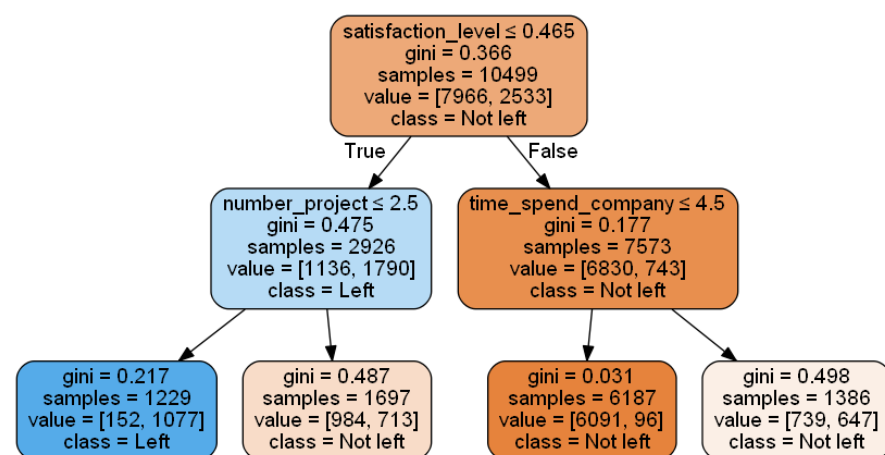 satisfaction_level ≤ 0.465
gini = 0.366
samples = 10499
value = [7966, 2533]
class = Not left
True
False
number_project ≤ 2.5
gini = 0.475
samples = 2926
value = [1136, 1790]
class = Left
time_spend_company ≤ 4.5
gini = 0.177
samples = 7573
value = [6830, 743]
class = Not left
gini = 0.217
samples = 1229
value = [152, 1077]
class = Left
gini = 0.487
samples = 1697
value = [984, 713]
class = Not left
gini = 0.031
samples = 6187
value = [6091, 96]
class = Not left
gini = 0.498
samples = 1386
value = [739, 647]
class = Not left